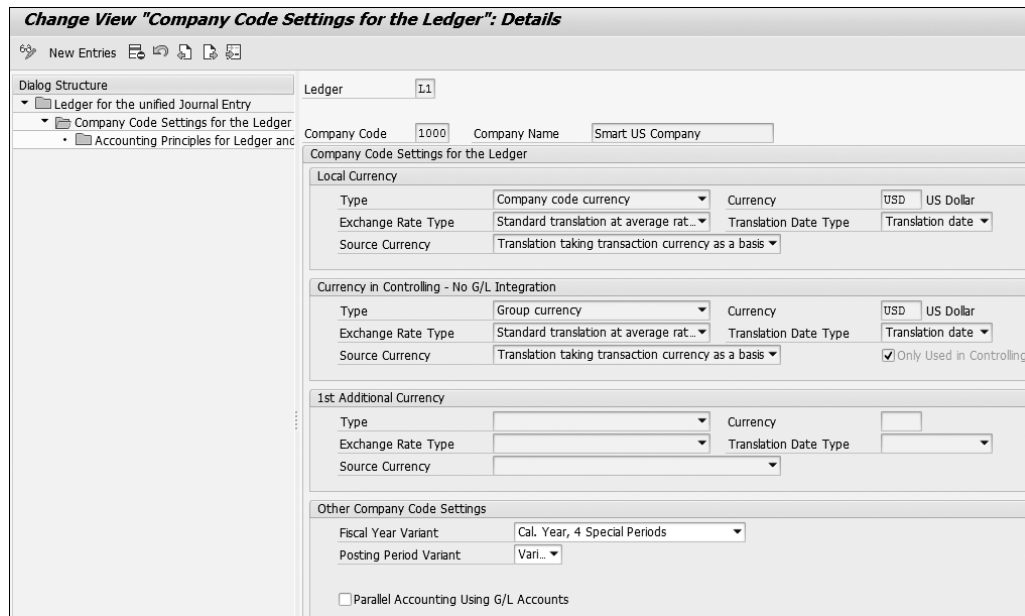 Change View "Company Code Settings for the Ledger": Details
New Entries
Dialog Structure
Ledger for the unified Journal Entry
Company Code Settings for the Ledger
Accounting Principles for Ledger and
Ledger L1
Company Code 1000 Company Name Smart US Company
Company Code Settings for the Ledger
Local Currency
Type Company code currency Currency USD US Dollar
Exchange Rate Type Standard translation at average rat... Translation Date Type Translation date
Source Currency Translation taking transaction currency as a basis
Currency in Controlling - No G/L Integration
Type Group currency Currency USD US Dollar
Exchange Rate Type Standard translation at average rat... Translation Date Type Translation date
Source Currency Translation taking transaction currency as a basis Only Used in Controlling
1st Additional Currency
Type Currency
Exchange Rate Type Translation Date Type
Source Currency
Other Company Code Settings
Fiscal Year Variant Cal. Year, 4 Special Periods
Posting Period Variant Vari...
Parallel Accounting Using G/L Accounts